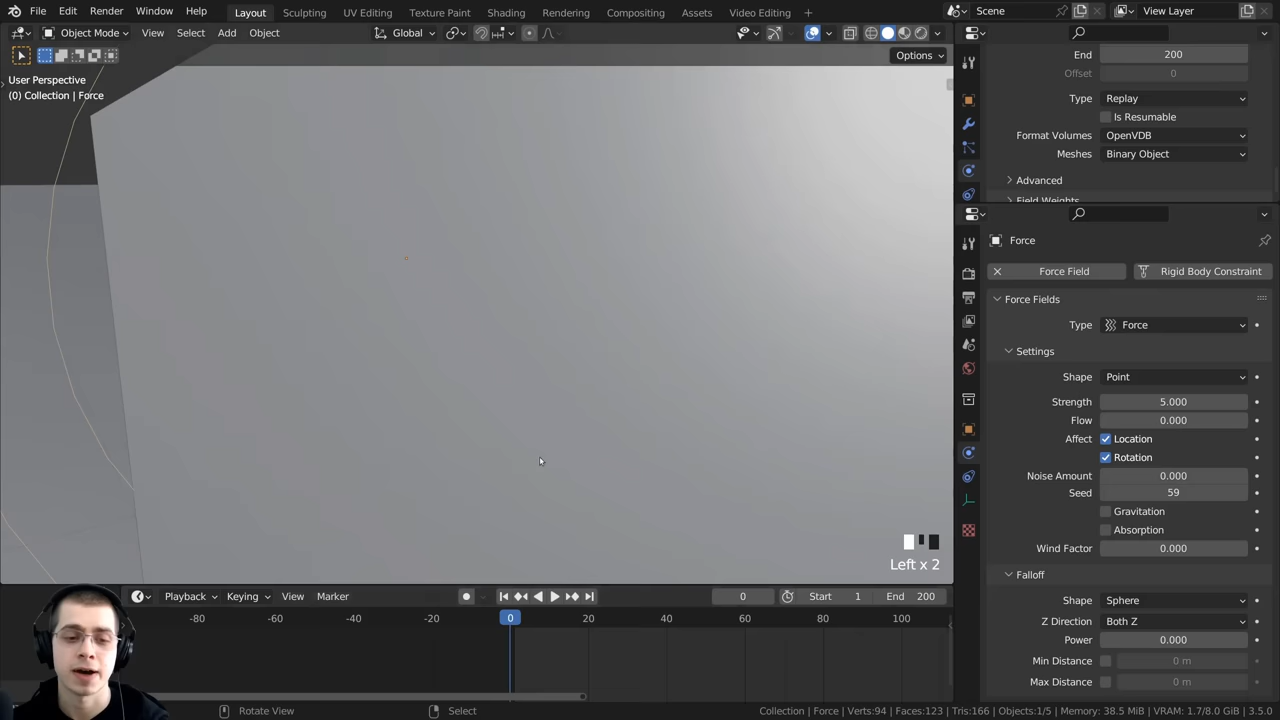 File Edit Render Window Help Layout Sculpting UV Editing Texture Paint Shading Rendering Compositing Assets Video Editing + Scene View Layer
Object Mode View Select Add Object Global
Options
User Perspective
(0) Collection | Force
End 200
Offset 0
Type Replay
Is Resumable
Format Volumes OpenVDB
Meshes Binary Object
Advanced
Field Weights
Force
Force Field Rigid Body Constraint
Force Fields
Type Force
Settings
Shape Point
Strength 5.000
Flow 0.000
Affect Location
Rotation
Noise Amount 0.000
Seed 59
Gravitation
Absorption
Wind Factor 0.000
Falloff
Shape Sphere
Z Direction Both Z
Power 0.000
Min Distance 0 m
Max Distance 0 m
Left x 2
Playback Keying View Marker 0 Start 1 End 200
-80 -60 -40 -20 0 20 40 60 80 100
Rotate View Select Collection | Force | Verts:94 | Faces:123 | Tris:166 | Objects:1/5 | Memory: 38.5 MiB | VRAM: 1.7/8.0 GiB | 3.5.0